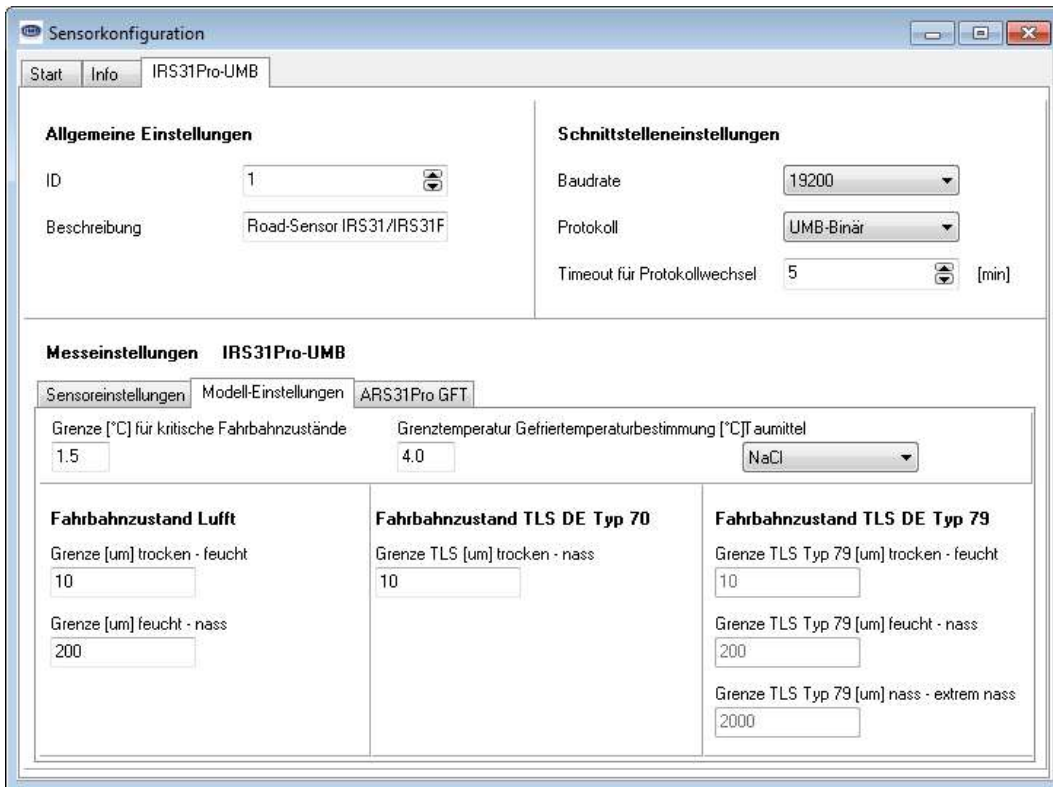 Sensorkonfiguration
Start Info IRS31Pro-UMB
Allgemeine Einstellungen
ID 1
Beschreibung Road-Sensor IRS31/IRS31F
Schnittstelleneinstellungen
Baudrate 19200
Protokoll UMB-Binär
Timeout für Protokollwechsel 5 [min]
Messeinstellungen IRS31Pro-UMB
Sensoreinstellungen Modell-Einstellungen ARS31Pro GFT
Grenze [°C] für kritische Fahrbahnzustände
1.5
Grenztemperatur Gefriertemperaturbestimmung [°C]
4.0
Taumittel
NaCl
Fahrbahnzustand Lufft
Grenze [um] trocken - feucht
10
Grenze [um] feucht - nass
200
Fahrbahnzustand TLS DE Typ 70
Grenze TLS [um] trocken - nass
10
Fahrbahnzustand TLS DE Typ 79
Grenze TLS Typ 79 [um] trocken - feucht
10
Grenze TLS Typ 79 [um] feucht - nass
200
Grenze TLS Typ 79 [um] nass - extrem nass
2000